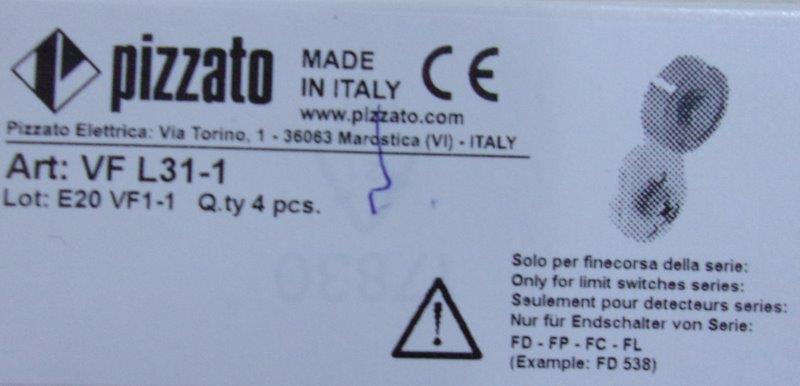 pizzato
MADE
IN ITALY
CE
www.pizzato.com
Pizzato Elettrica: Via Torino, 1 - 36063 Marostica (VI) - ITALY
Art: VF L31-1
Lot: E20 VF1-1 Q.ty 4 pcs.
Solo per finecorsa della serie:
Only for limit switches series:
Seulement pour detecteurs series:
Nur für Endschalter von Serie:
FD - FP - FC - FL
(Example: FD 538)
!